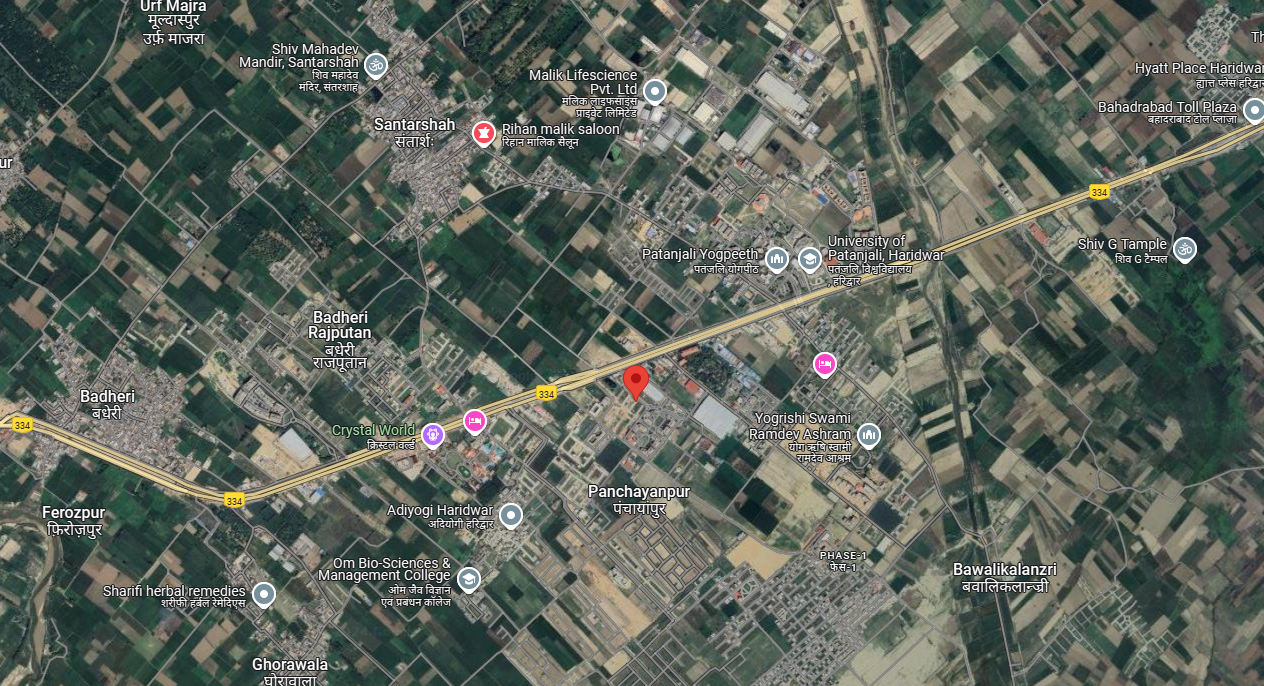 Urf Majra
मूल्दास्पुर
उर्फ़ माजरा
Shiv Mahadev
Mandir, Santarshah
शिव महादेव
मंदिर, संतरशाह
Malik Lifescience
Pvt. Ltd
मलिक लाइफसाइंस
प्राइवेट लिमिटेड
Hyatt Place Haridwar
Bahadrabad Toll Plaza
बहादराबाद टोल प्लाजा
Santarshah
Rihan malik saloon
रिहान मालिक सैलून
334
Patanjali Yogpeeth
पतंजलि योगपीठ
University of
Patanjali, Haridwar
पतंजलि विश्वविद्यालय
, हरिद्वार
Shiv G Tample
शिव G टैम्पल
Badheri
Rajputan
बधेरी
राजपूतान
334
Badheri
बधेरी
334
Crystal World
क्रिस्टल वर्ल्ड
Yogrishi Swami
Ramdev Ashram
योग ऋषि स्वामी
रामदेव आश्रम
334
Panchayanpur
पंचायांपुर
Ferozpur
फ़िरोज़पुर
Adiyogi Haridwar
अदियोगी हरिद्वार
PHASE-1
फेस-1
Om Bio-Sciences &
Management College
ओम जैव विज्ञान
एवं प्रबंधन कॉलेज
Bawalikalanzri
बवालिकलान्ज़्री
Sharifi herbal remedies
शरीफी हर्बल रेमेदिएस
Ghorawala
घोरावाला